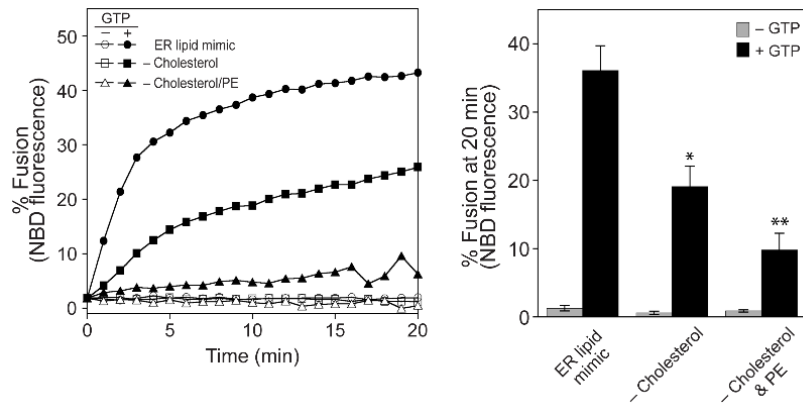 GTP
– +
ER lipid mimic
– Cholesterol
– Cholesterol/PE
% Fusion
(NBD fluorescence)
50
40
30
20
10
0
0 5 10 15 20
Time (min)
– GTP
+ GTP
% Fusion at 20 min
(NBD fluorescence)
40
30
20
10
0
*
**
ER lipid
mimic
– Cholesterol
– Cholesterol
& PE